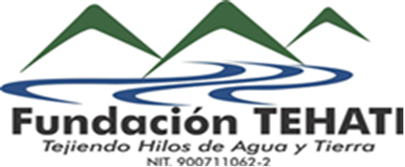 Fundación TEHATI
Tejiendo Hilos de Agua y Tierra
NIT. 900711062-2